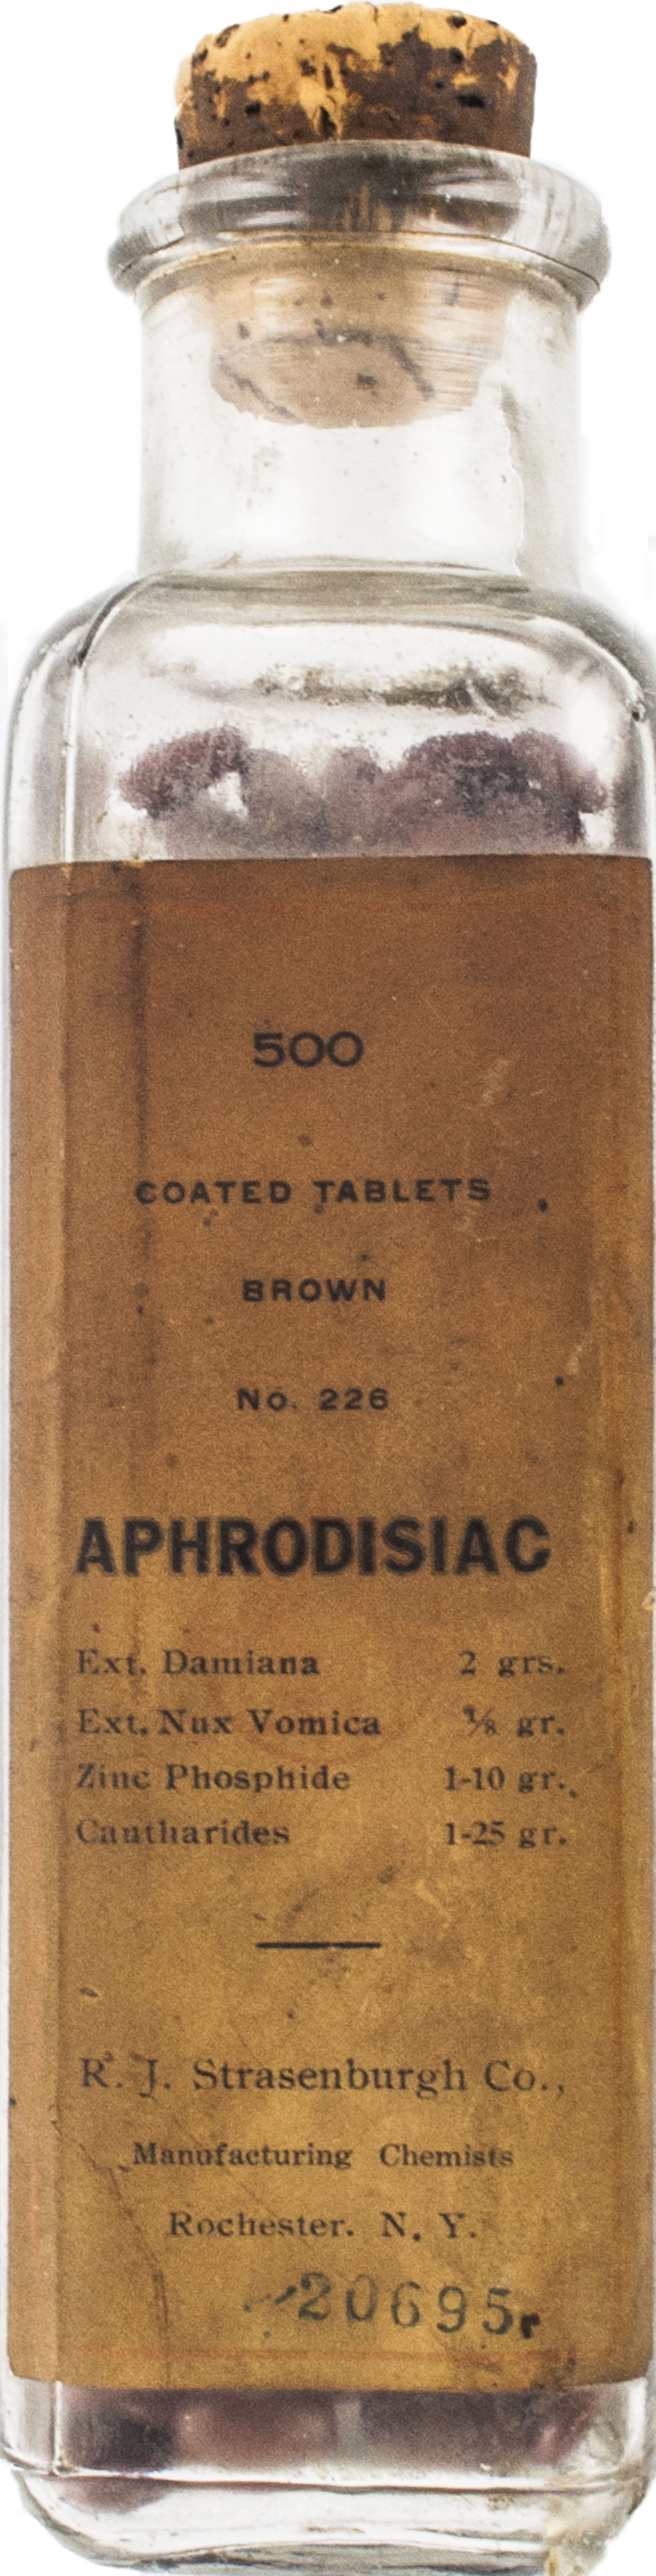 500
COATED TABLETS
BROWN
No. 226
APHRODISIAC
Ext. Damiana 2 grs.
Ext. Nux Vomica ⅛ gr.
Zinc Phosphide 1-10 gr.
Cantharides 1-25 gr.
R. J. Strasenburgh Co.,
Manufacturing Chemists
Rochester. N. Y.
20695